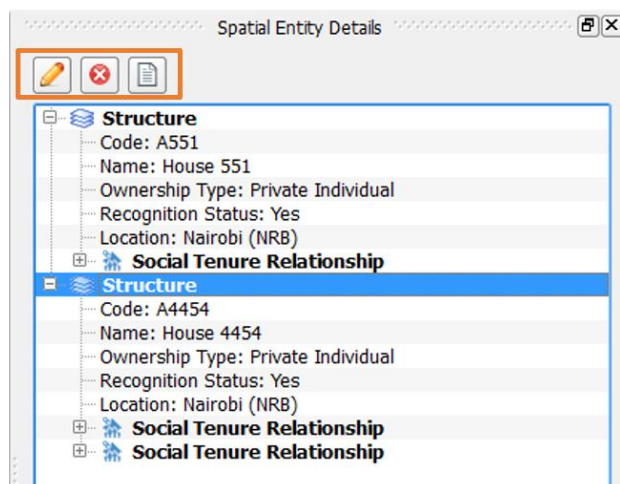 Spatial Entity Details
Structure
Code: A551
Name: House 551
Ownership Type: Private Individual
Recognition Status: Yes
Location: Nairobi (NRB)
Social Tenure Relationship
Structure
Code: A4454
Name: House 4454
Ownership Type: Private Individual
Recognition Status: Yes
Location: Nairobi (NRB)
Social Tenure Relationship
Social Tenure Relationship